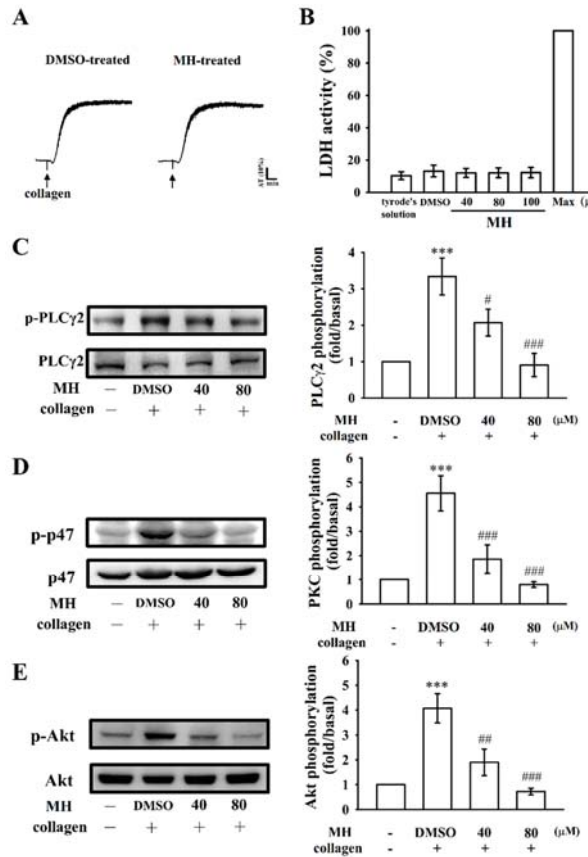 A
DMSO-treated MH-treated
collagen
ΔT (10%)
min
B
LDH activity (%)
100
80
60
40
20
0
tyrode's solution DMSO 40 80 100 Max (μ
MH
C
p-PLCγ2
PLCγ2
MH – DMSO 40 80
collagen – + + +
PLCγ2 phosphorylation
(fold/basal)
4
3
2
1
0
***
#
###
MH - DMSO 40 80 (μM)
collagen - + + +
D
p-p47
p47
MH – DMSO 40 80
collagen – + + +
PKC phosphorylation
(fold/basal)
6
5
4
3
2
1
0
***
###
###
MH - DMSO 40 80 (μM)
collagen - + + +
E
p-Akt
Akt
MH – DMSO 40 80
collagen – + + +
Akt phosphorylation
(fold/basal)
6
5
4
3
2
1
0
***
##
###
MH - DMSO 40 80 (μM)
collagen - + + +